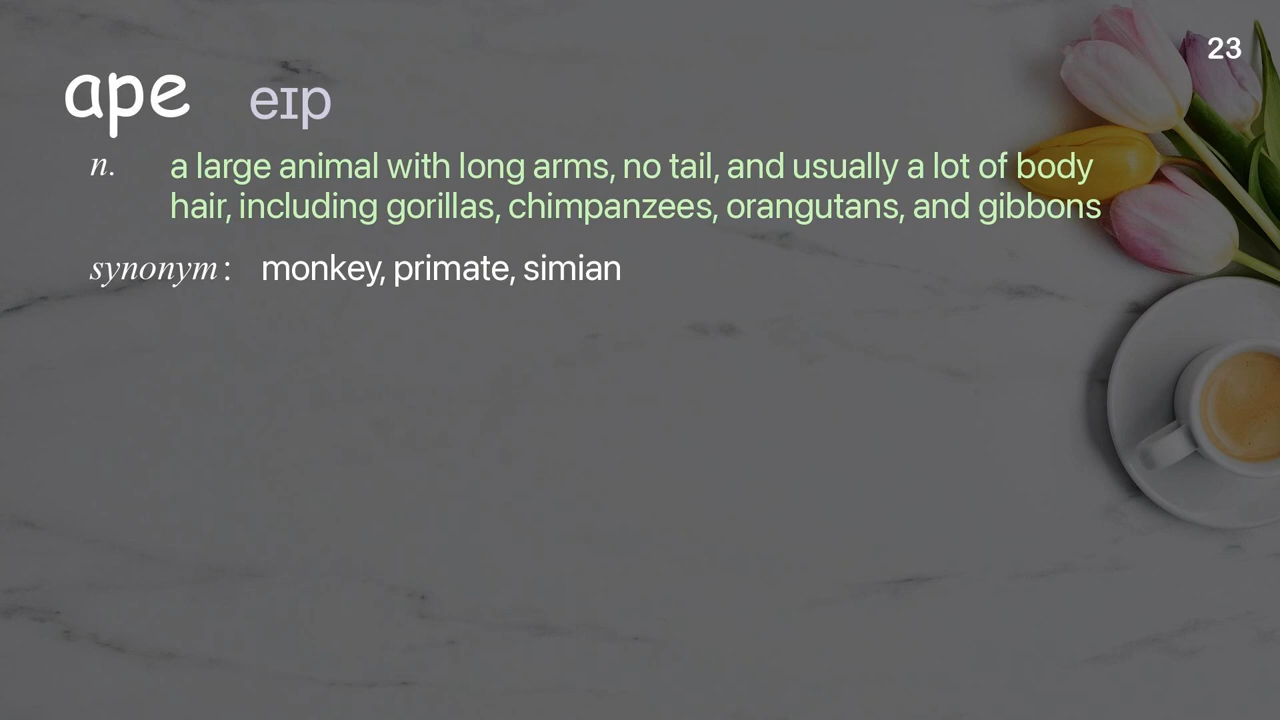 23
ape eɪp
n. a large animal with long arms, no tail, and usually a lot of body
hair, including gorillas, chimpanzees, orangutans, and gibbons
synonym: monkey, primate, simian